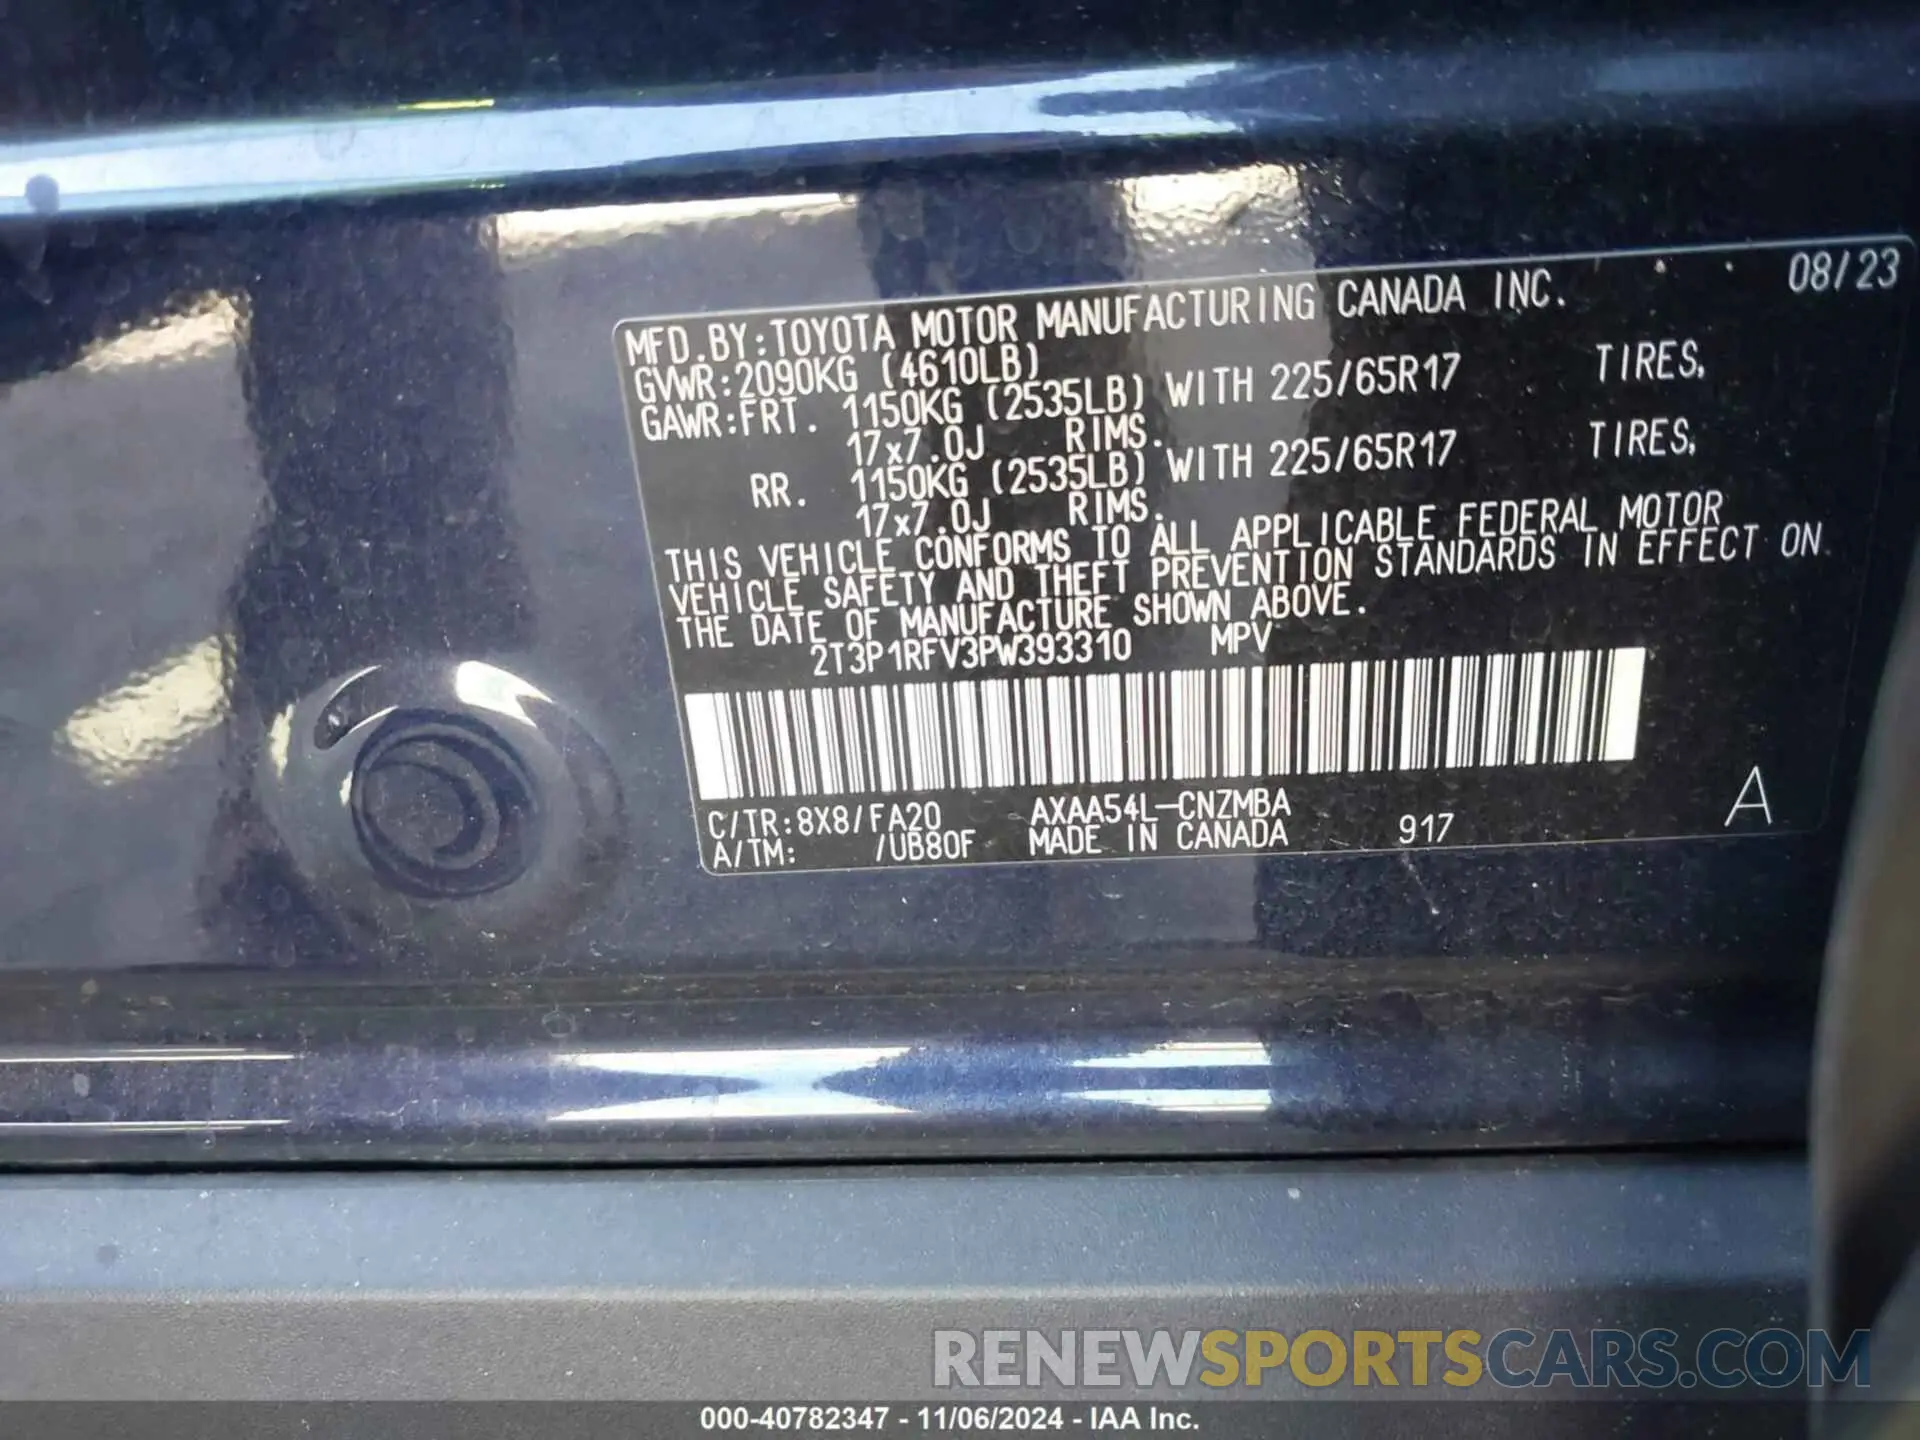 MFD.BY:TOYOTA MOTOR MANUFACTURING CANADA INC. 08/23
GVWR:2090KG (4610LB)
GAWR:FRT. 1150KG (2535LB) WITH 225/65R17 TIRES,
17x7.0J RIMS.
RR. 1150KG (2535LB) WITH 225/65R17 TIRES,
17x7.0J RIMS.
THIS VEHICLE CONFORMS TO ALL APPLICABLE FEDERAL MOTOR
VEHICLE SAFETY AND THEFT PREVENTION STANDARDS IN EFFECT ON
THE DATE OF MANUFACTURE SHOWN ABOVE.
2T3P1RFV3PW393310 MPV
C/TR:8X8/FA20 AXAA54L-CNZMBA A
A/TM: /UB80F MADE IN CANADA 917
RENEWSPORTSCARS.COM
000-40782347 - 11/06/2024 - IAA Inc.